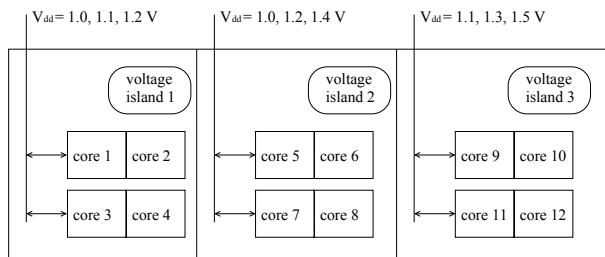 Vdd= 1.0, 1.1, 1.2 V
Vdd= 1.0, 1.2, 1.4 V
Vdd= 1.1, 1.3, 1.5 V
voltage
island 1
voltage
island 2
voltage
island 3
core 1 core 2
core 5 core 6
core 9 core 10
core 3 core 4
core 7 core 8
core 11 core 12